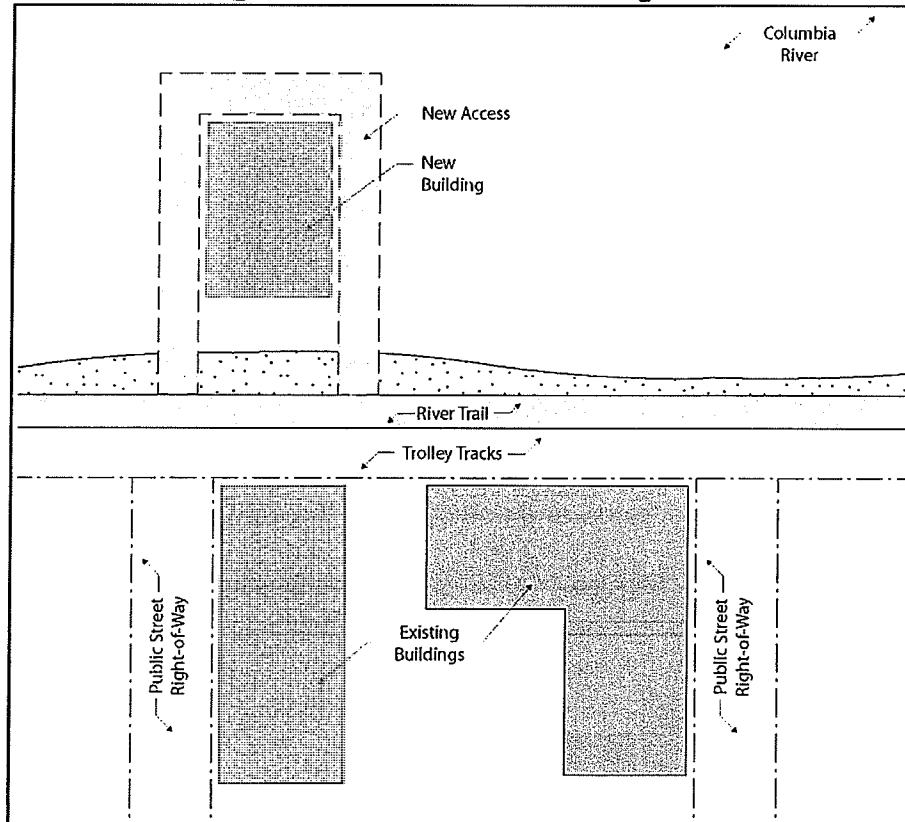 Columbia
River
New Access
New
Building
River Trail
Trolley Tracks
Public Street
Right-of-Way
Existing
Buildings
Public Street
Right-of-Way